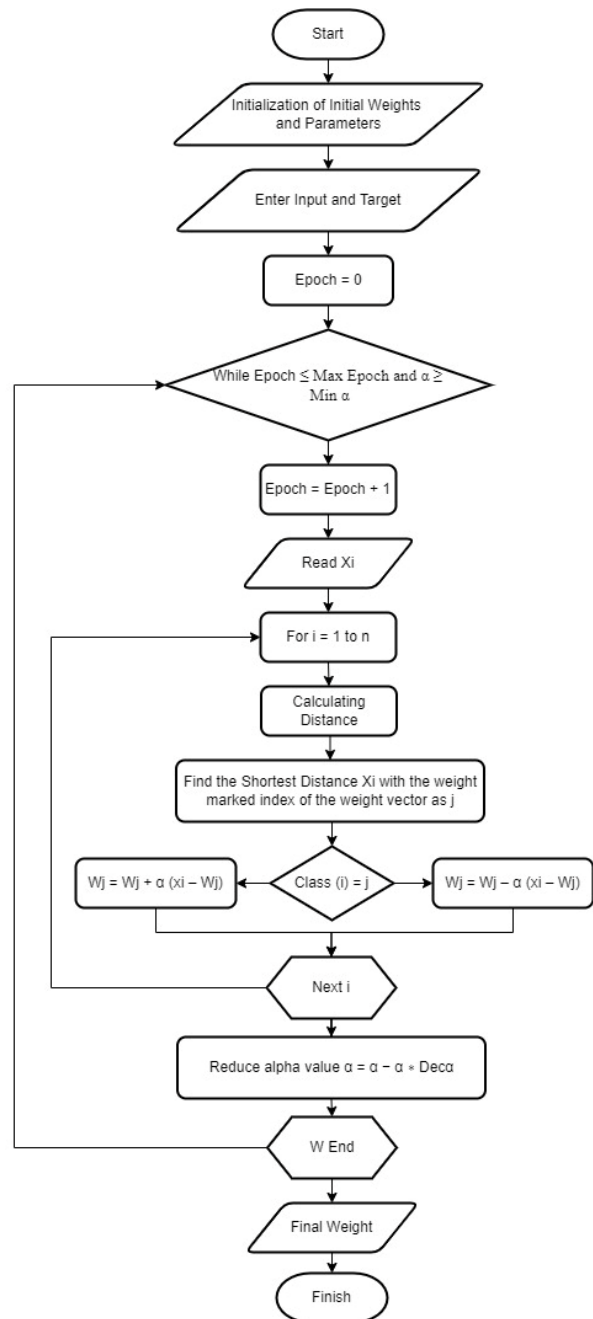 Start
Initialization of Initial Weights
and Parameters
Enter Input and Target
Epoch = 0
While Epoch ≤ Max Epoch and α ≥
Min α
Epoch = Epoch + 1
Read Xi
For i = 1 to n
Calculating
Distance
Find the Shortest Distance Xi with the weight
marked index of the weight vector as j
Wj = Wj + α (xi – Wj)
Class (i) = j
Wj = Wj – α (xi – Wj)
Next i
Reduce alpha value α = α – α * Decα
W End
Final Weight
Finish